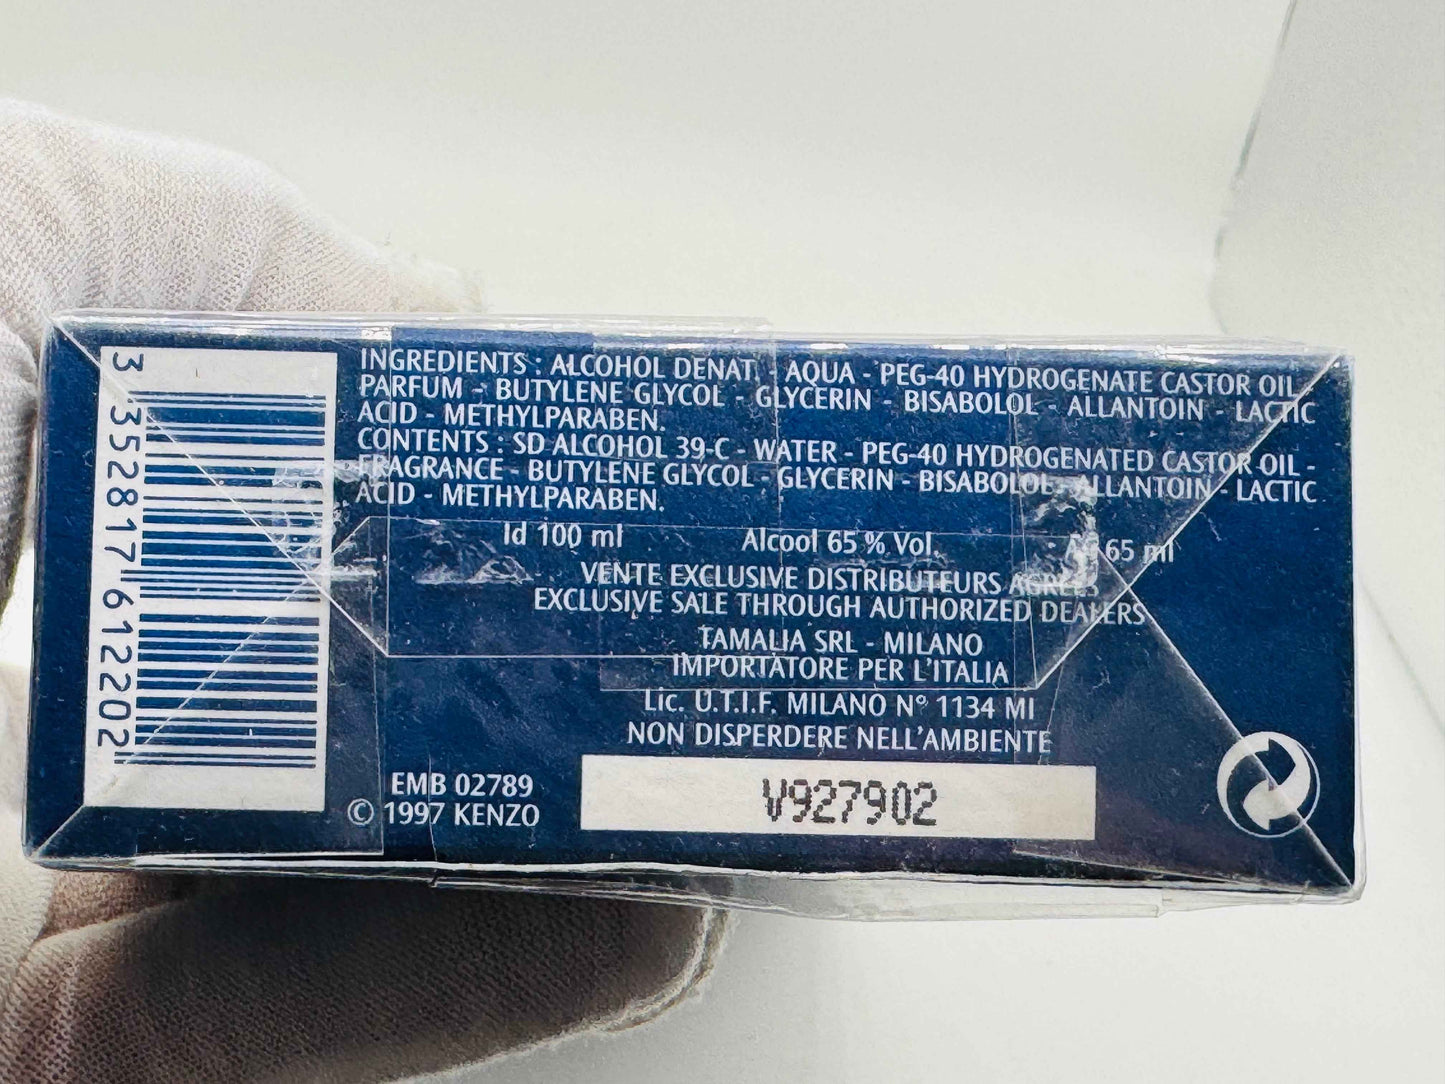 3 352817 612202
INGREDIENTS : ALCOHOL DENAT. - AQUA - PEG-40 HYDROGENATE CASTOR OIL -
PARFUM - BUTYLENE GLYCOL - GLYCERIN - BISABOLOL - ALLANTOIN - LACTIC
ACID - METHYLPARABEN.
CONTENTS : SD ALCOHOL 39-C - WATER - PEG-40 HYDROGENATED CASTOR OIL -
FRAGRANCE - BUTYLENE GLYCOL - GLYCERIN - BISABOLOL - ALLANTOIN - LACTIC
ACID - METHYLPARABEN.
Id 100 ml Alcool 65 % Vol. 65 ml
VENTE EXCLUSIVE DISTRIBUTEURS AGREES
EXCLUSIVE SALE THROUGH AUTHORIZED DEALERS
TAMALIA SRL - MILANO
IMPORTATORE PER L'ITALIA
Lic. U.T.I.F. MILANO N° 1134 MI
NON DISPERDERE NELL'AMBIENTE
EMB 02789
© 1997 KENZO
V927902